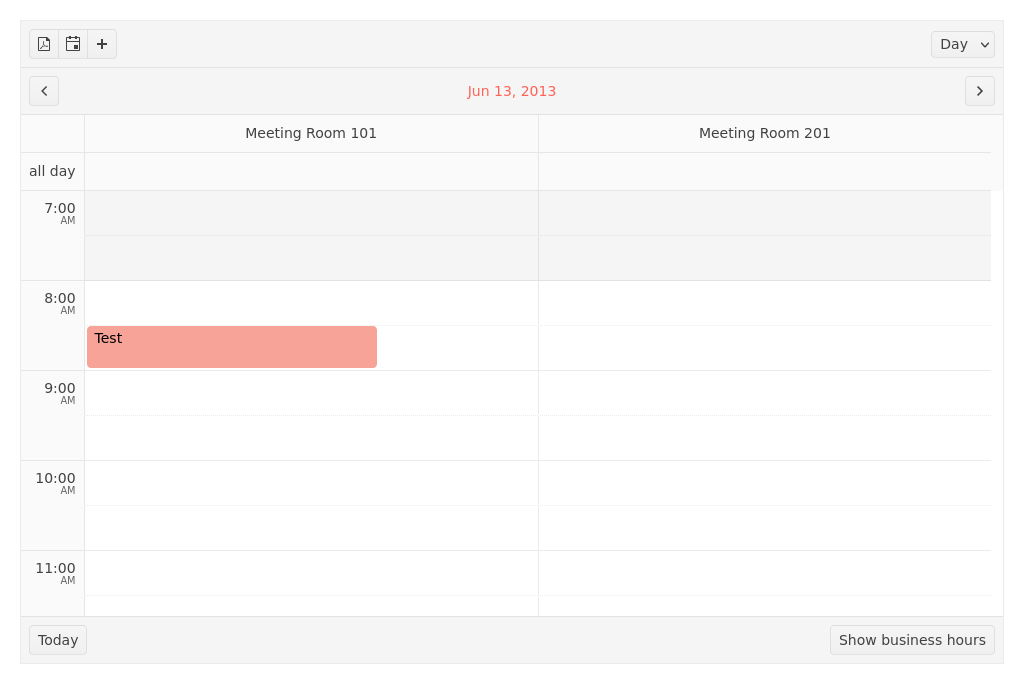 Day
Jun 13, 2013
Meeting Room 101 Meeting Room 201
all day
7:00
AM
8:00
AM
Test
9:00
AM
10:00
AM
11:00
AM
Today Show business hours